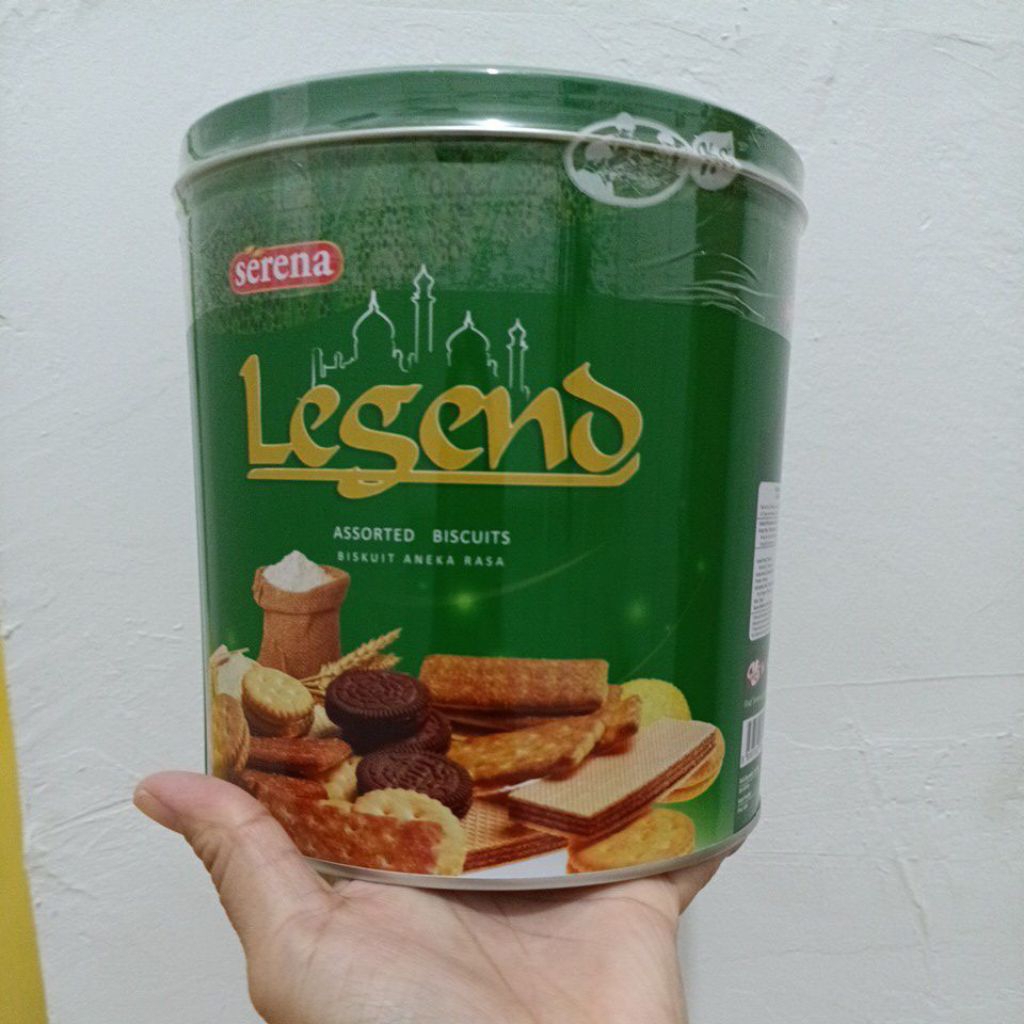 serena
Legend
ASSORTED BISCUITS
BISKUIT ANEKA RASA